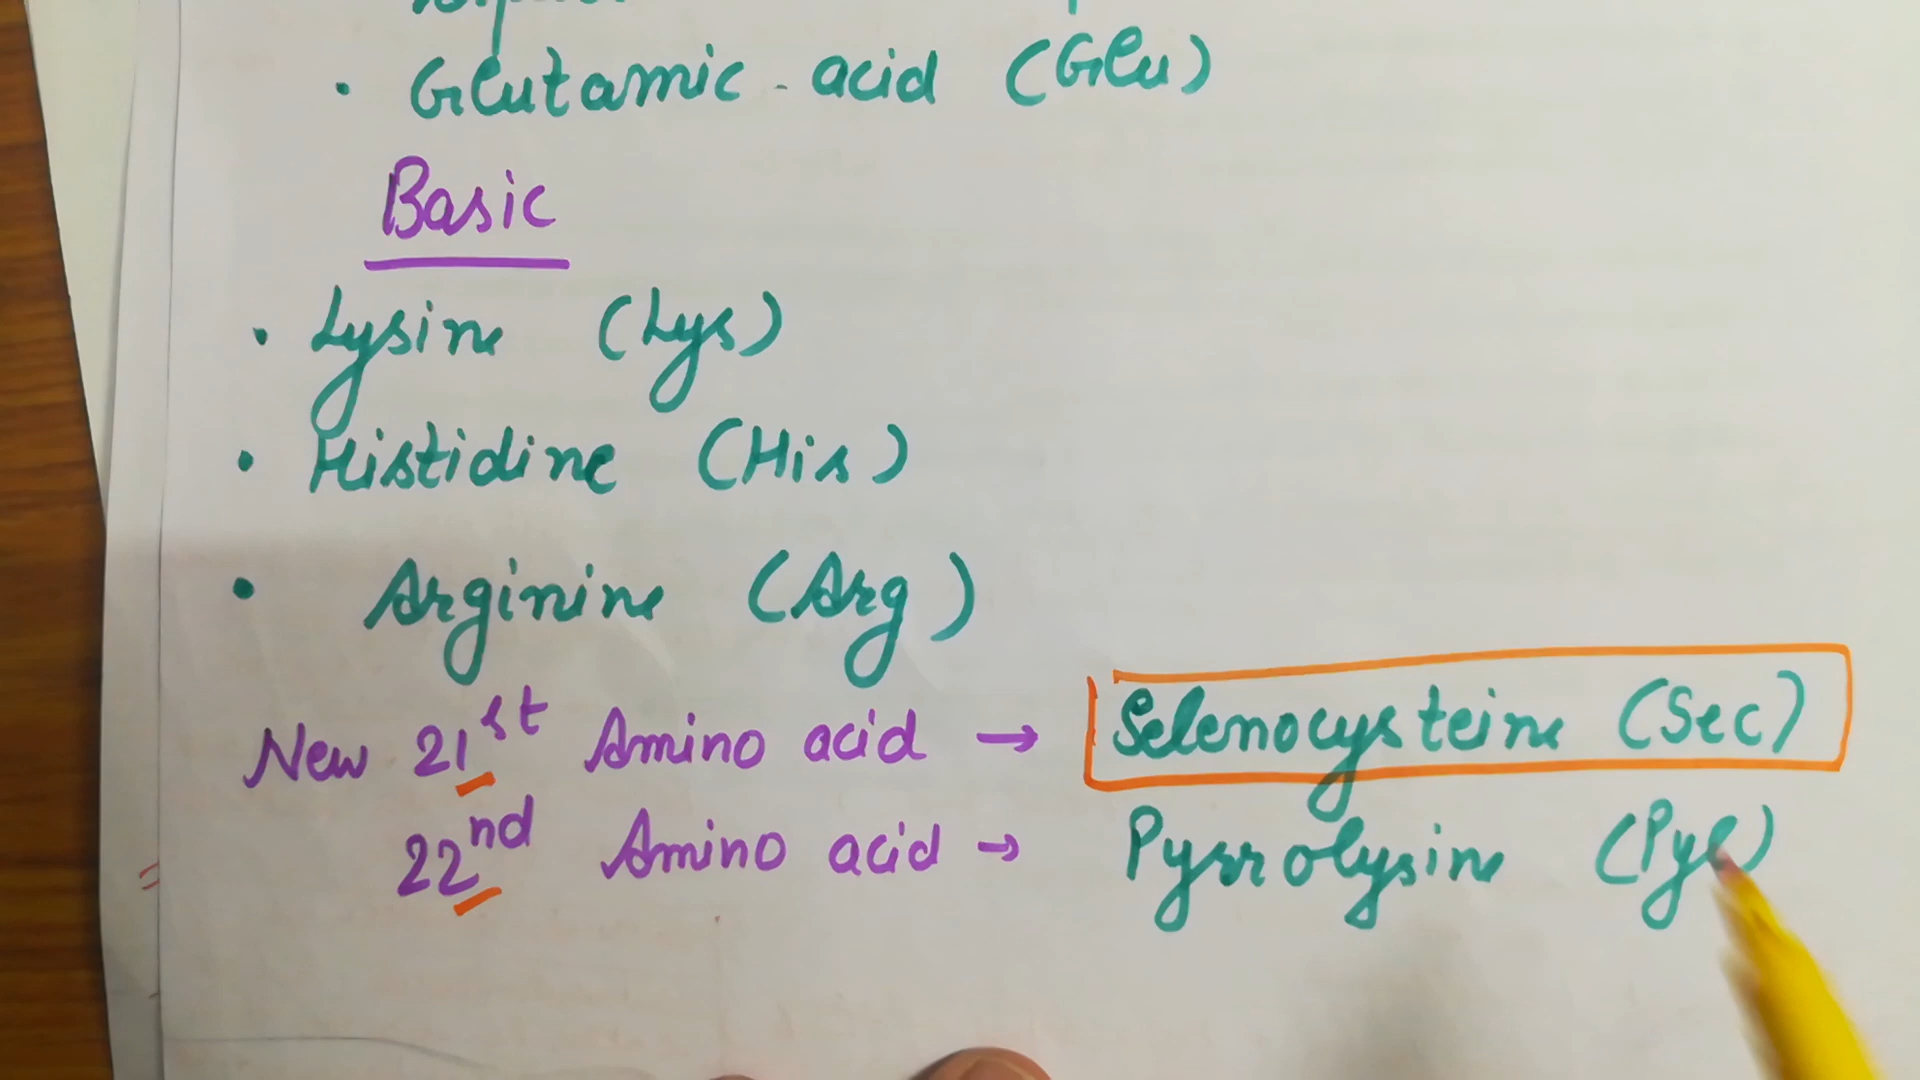 • Glutamic acid (Glu)
Basic
• Lysine (Lys)
• Histidine (His)
• Arginine (Arg)
New 21st Amino acid → Selenocysteine (Sec)
22nd Amino acid → Pyrrolysine (Pyl)